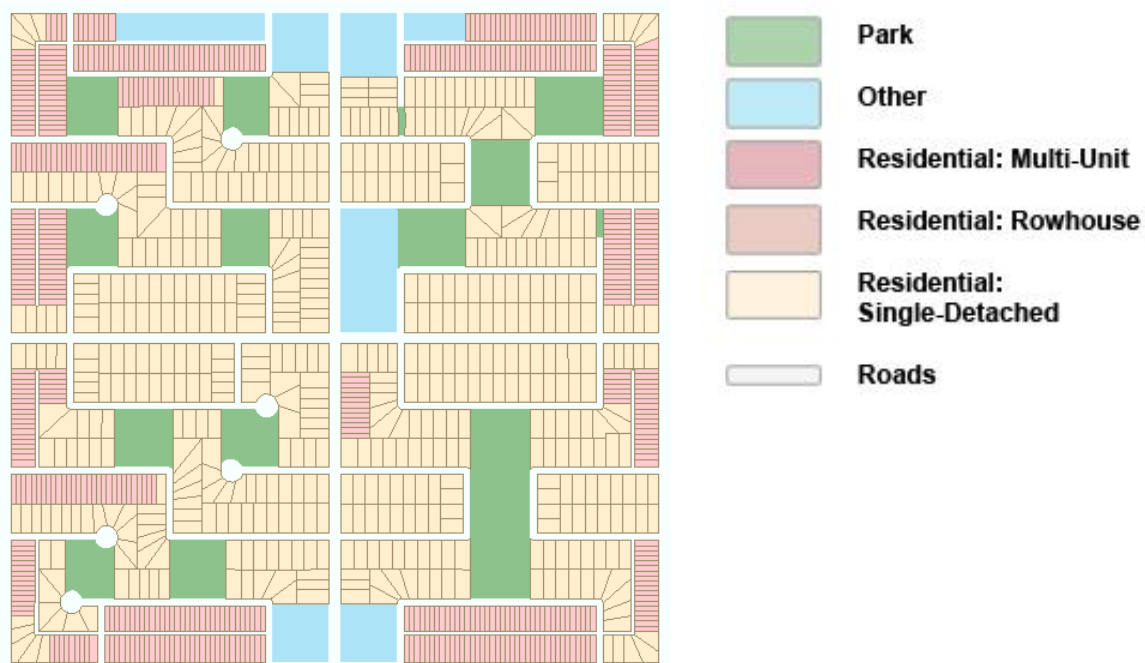 Park
Other
Residential: Multi-Unit
Residential: Rowhouse
Residential:
Single-Detached
Roads